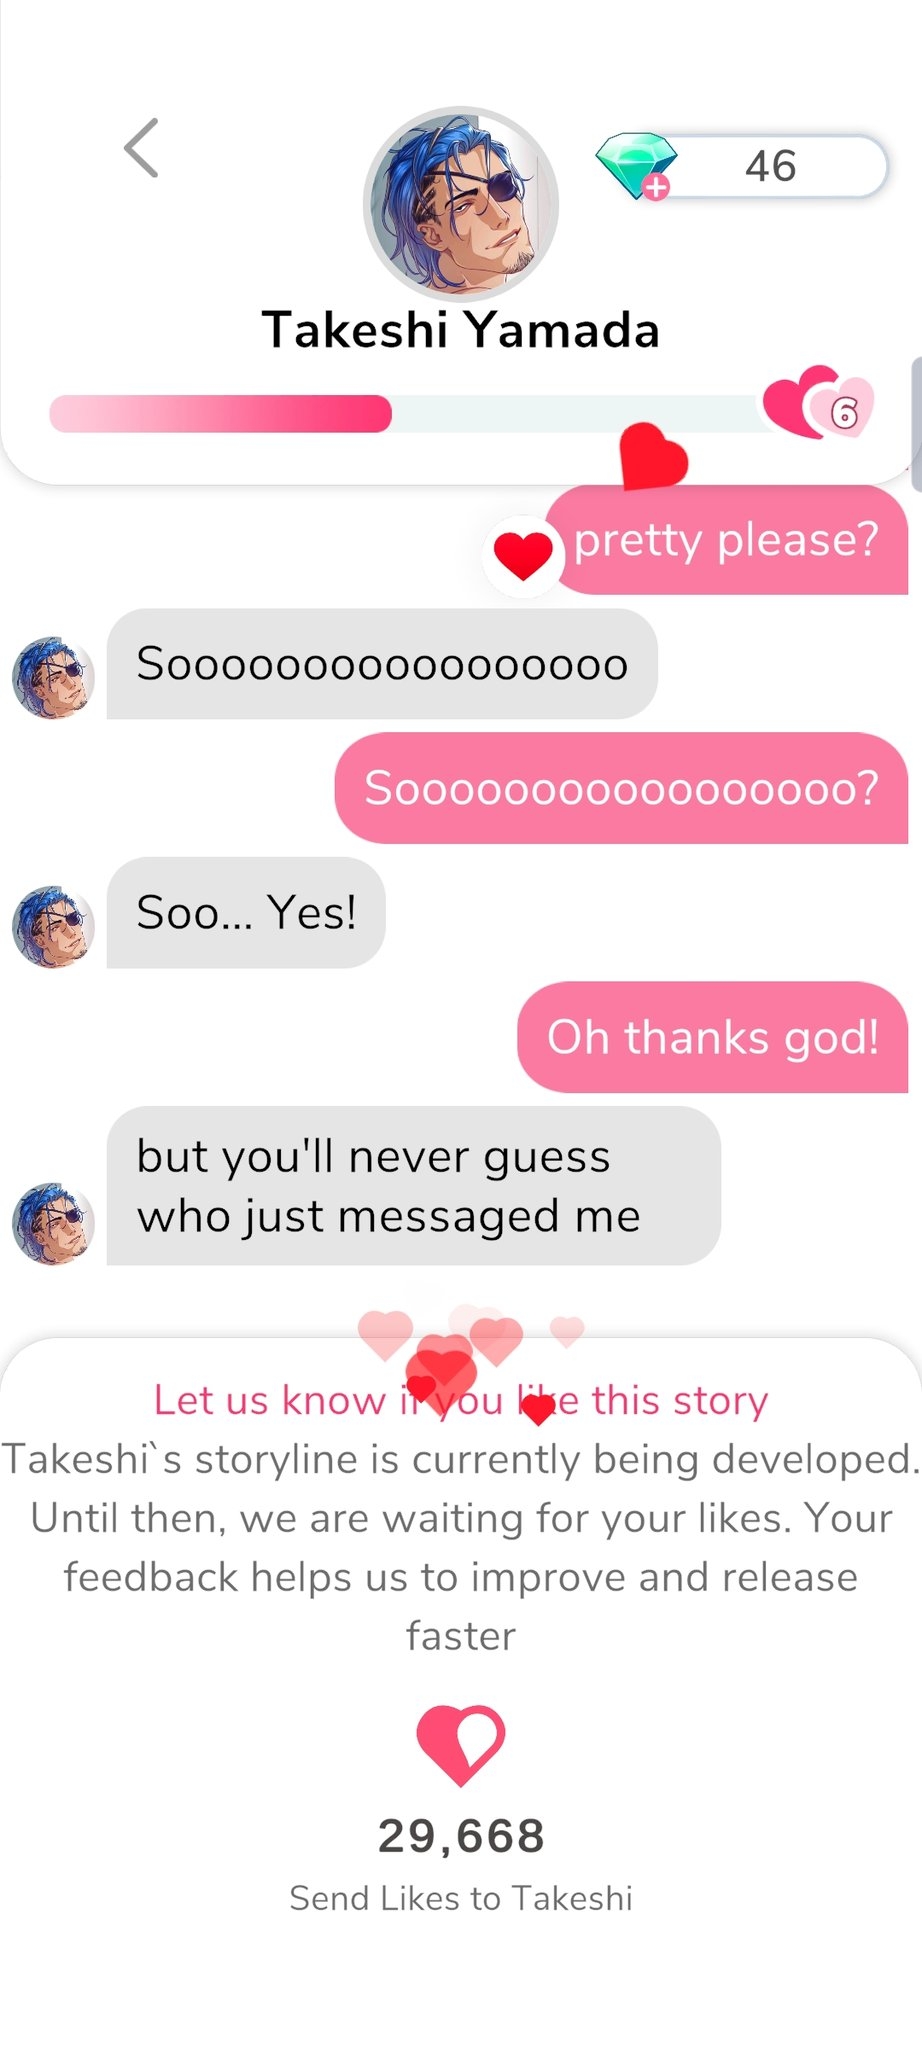 46
Takeshi Yamada
6
pretty please?
Soooooooooooooooooo
Soooooooooooooooooo?
Soo... Yes!
Oh thanks god!
but you'll never guess
who just messaged me
Let us know if you like this story
Takeshi`s storyline is currently being developed.
Until then, we are waiting for your likes. Your
feedback helps us to improve and release
faster
29,668
Send Likes to Takeshi